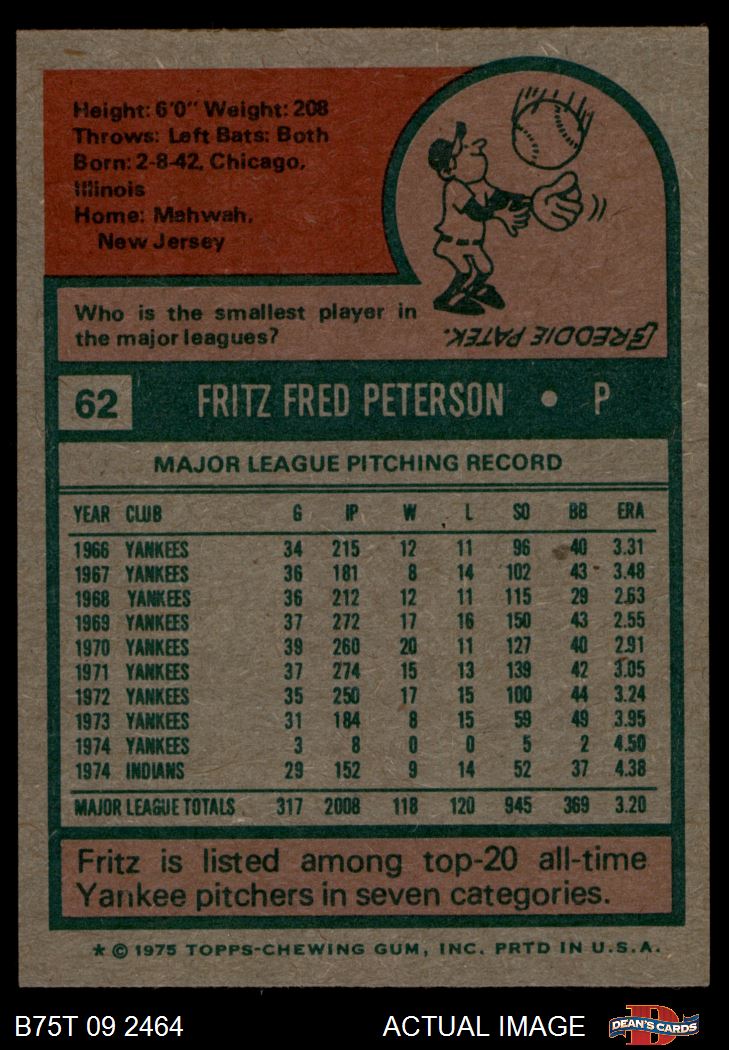 Height: 6'0" Weight: 208
Throws: Left Bats: Both
Born: 2-8-42, Chicago,
Illinois
Home: Mahwah,
New Jersey
Who is the smallest player in
the major leagues?
FREDDIE PATEK.
62 FRITZ FRED PETERSON • P
MAJOR LEAGUE PITCHING RECORD
YEAR CLUB G IP W L SO BB ERA
1966 YANKEES 34 215 12 11 96 40 3.31
1967 YANKEES 36 181 8 14 102 43 3.48
1968 YANKEES 36 212 12 11 115 29 2.63
1969 YANKEES 37 272 17 16 150 43 2.55
1970 YANKEES 39 260 20 11 127 40 2.91
1971 YANKEES 37 274 15 13 139 42 3.05
1972 YANKEES 35 250 17 15 100 44 3.24
1973 YANKEES 31 184 8 15 59 49 3.95
1974 YANKEES 3 8 0 0 5 2 4.50
1974 INDIANS 29 152 9 14 52 37 4.38
MAJOR LEAGUE TOTALS 317 2008 118 120 945 369 3.20
Fritz is listed among top-20 all-time
Yankee pitchers in seven categories.
* © 1975 TOPPS-CHEWING GUM, INC. PRTD IN U.S.A.
B75T 09 2464 ACTUAL IMAGE DEAN'S CARDS